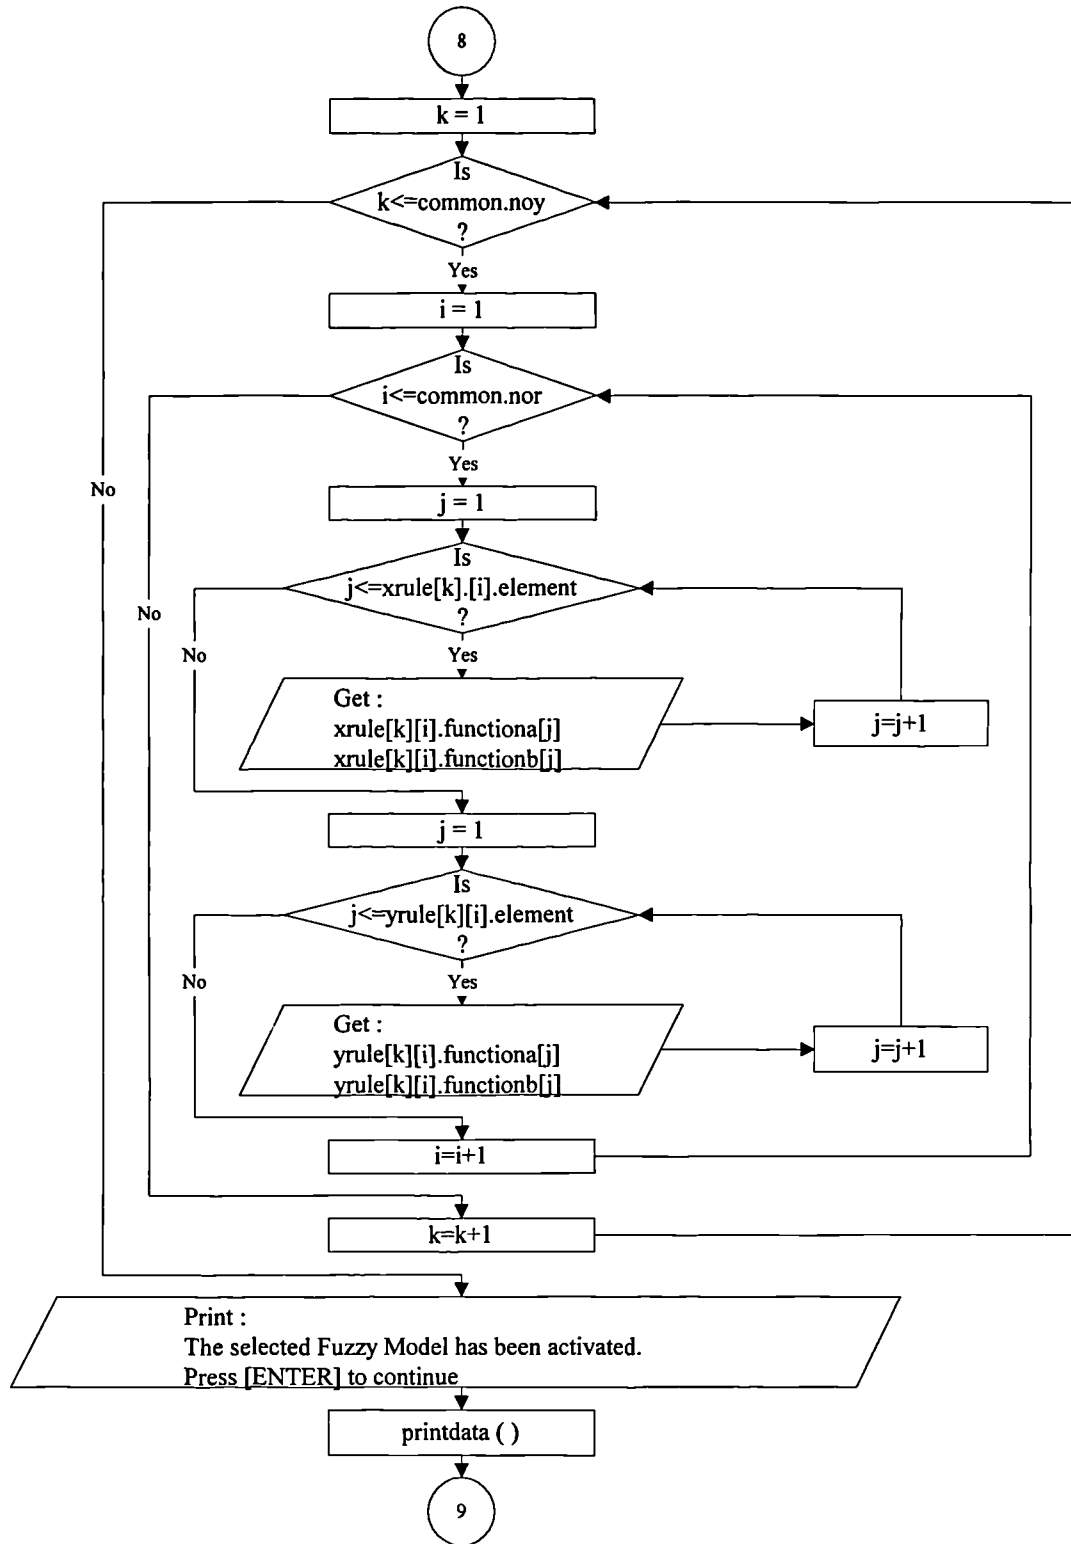 8
k = 1
Is
k<=common.noy
?
Yes
i = 1
Is
i<=common.nor
?
Yes
No
j = 1
Is
j<=xrule[k].[i].element
?
No
No
Yes
Get :
xrule[k][i].functiona[j]
xrule[k][i].functionb[j]
j=j+1
j = 1
Is
j<=yrule[k][i].element
?
No
Yes
Get :
yrule[k][i].functiona[j]
yrule[k][i].functionb[j]
j=j+1
i=i+1
k=k+1
Print :
The selected Fuzzy Model has been activated.
Press [ENTER] to continue
printdata ( )
9